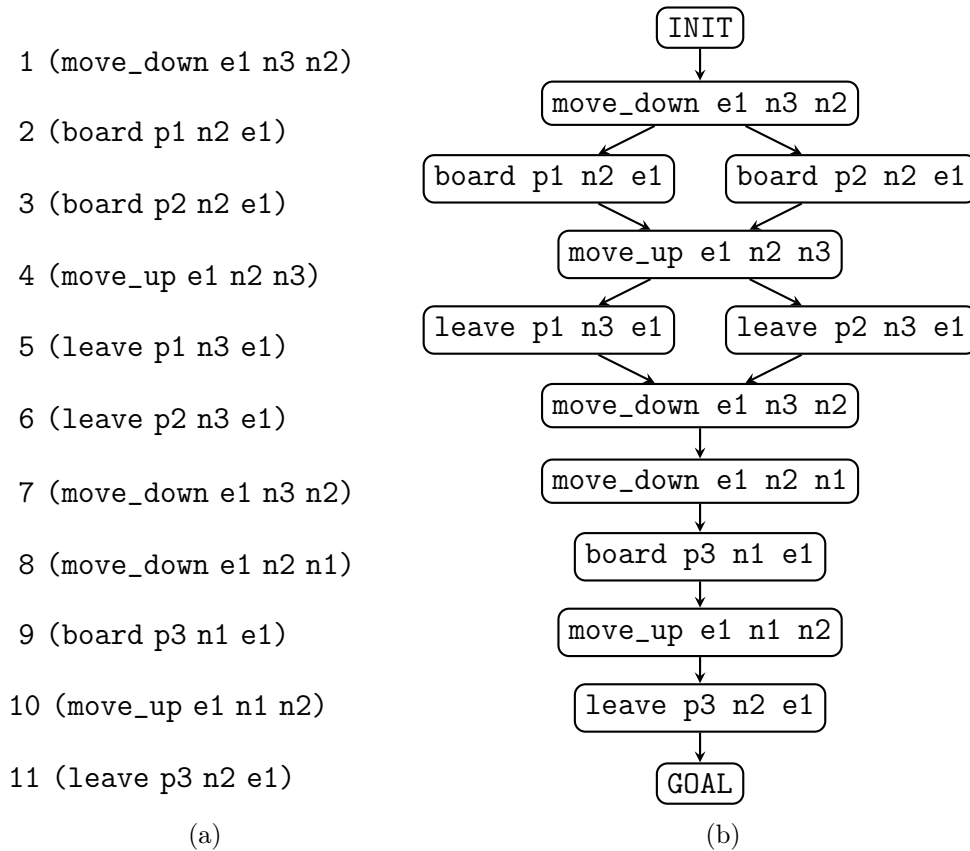 1 (move_down e1 n3 n2)
2 (board p1 n2 e1)
3 (board p2 n2 e1)
4 (move_up e1 n2 n3)
5 (leave p1 n3 e1)
6 (leave p2 n3 e1)
7 (move_down e1 n3 n2)
8 (move_down e1 n2 n1)
9 (board p3 n1 e1)
10 (move_up e1 n1 n2)
11 (leave p3 n2 e1)
(a)
INIT
move_down e1 n3 n2
board p1 n2 e1
board p2 n2 e1
move_up e1 n2 n3
leave p1 n3 e1
leave p2 n3 e1
move_down e1 n3 n2
move_down e1 n2 n1
board p3 n1 e1
move_up e1 n1 n2
leave p3 n2 e1
GOAL
(b)